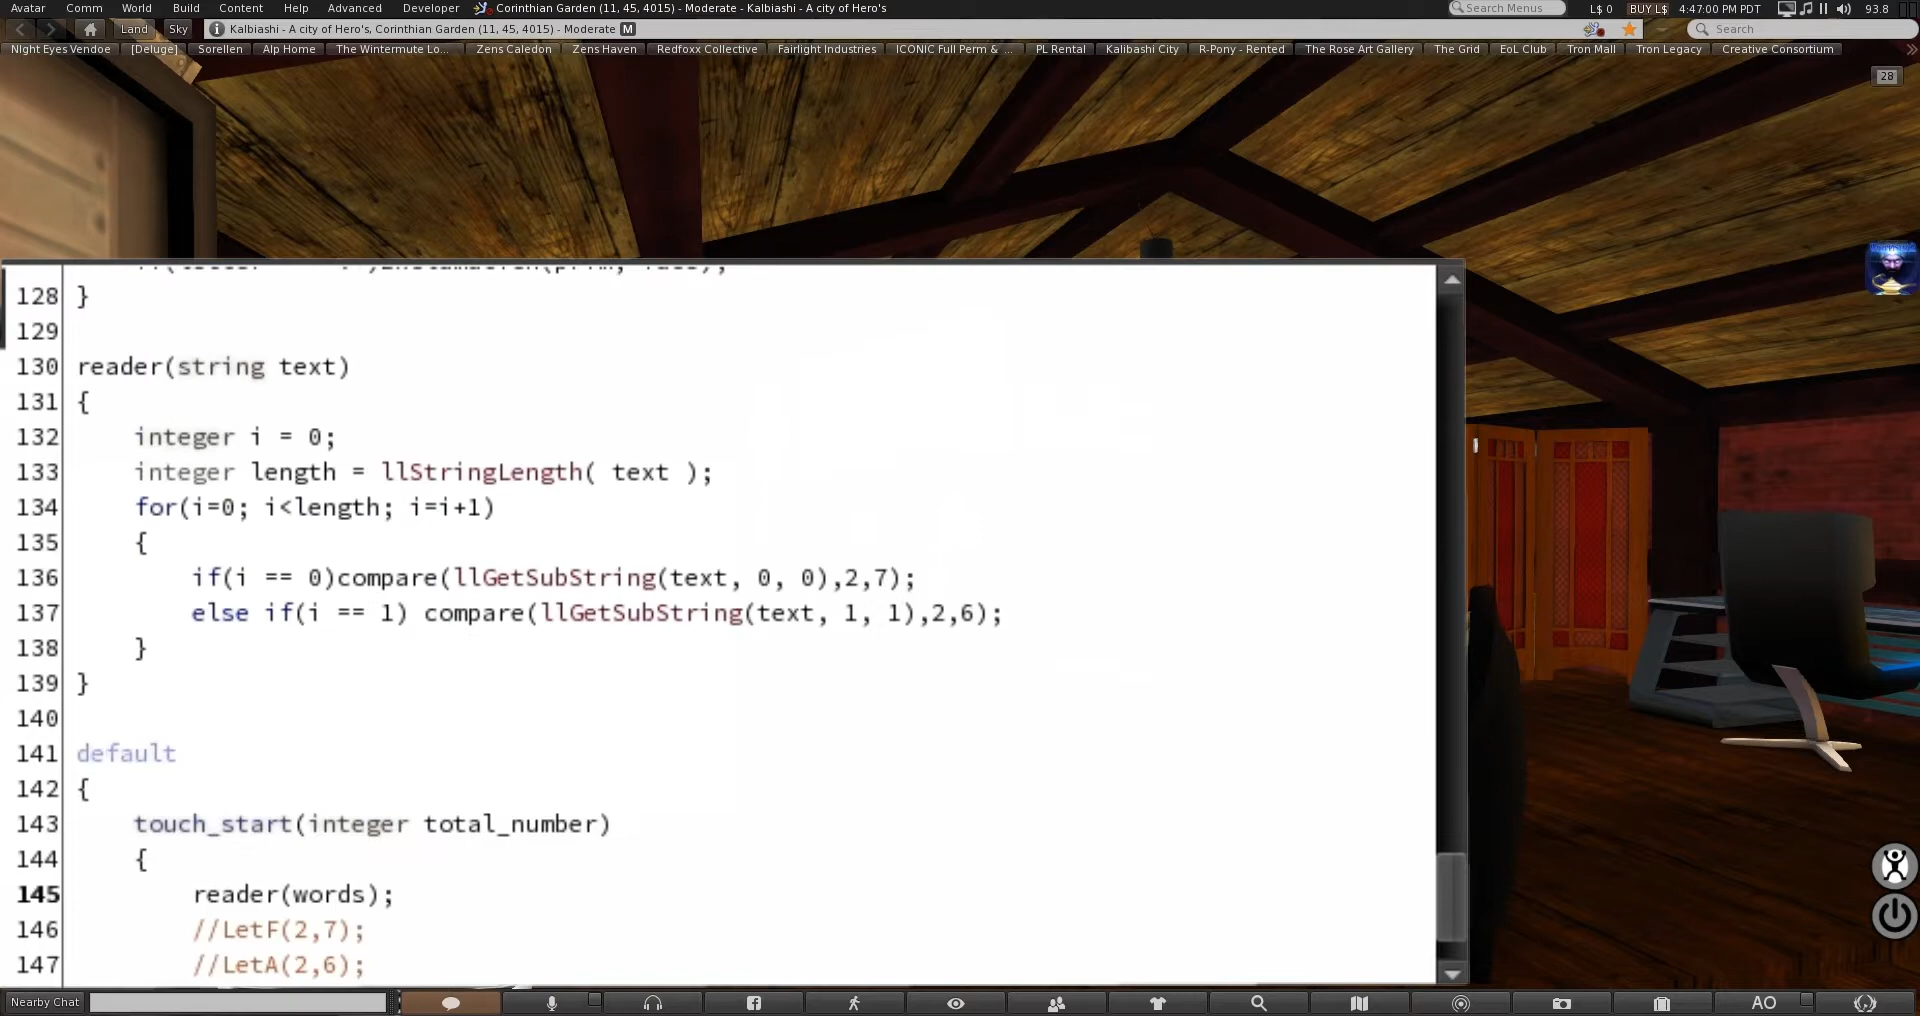 Avatar Comm World Build Content Help Advanced Developer Corinthian Garden (11, 45, 4015) - Moderate - Kalbiashi - A city of Hero's Search Menus L$ 0 BUY L$ 4:47:00 PM PDT 93.8
Land Sky Kalbiashi - A city of Hero's, Corinthian Garden (11, 45, 4015) - Moderate M Search
NIght Eyes Vendoe [Deluge] Sorellen Alp Home The Wintermute Lo... Zens Caledon Zens Haven Redfoxx Collective Fairlight Industries ICONIC Full Perm & ... PL Rental Kalibashi City R-Pony - Rented The Rose Art Gallery The Grid EoL Club Tron Mall Tron Legacy Creative Consortium
28
128 }
129
130 reader(string text)
131 {
132 integer i = 0;
133 integer length = llStringLength( text );
134 for(i=0; i<length; i=i+1)
135 {
136 if(i == 0)compare(llGetSubString(text, 0, 0),2,7);
137 else if(i == 1) compare(llGetSubString(text, 1, 1),2,6);
138 }
139 }
140
141 default
142 {
143 touch_start(integer total_number)
144 {
145 reader(words);
146 //LetF(2,7);
147 //LetA(2,6);
Nearby Chat AO